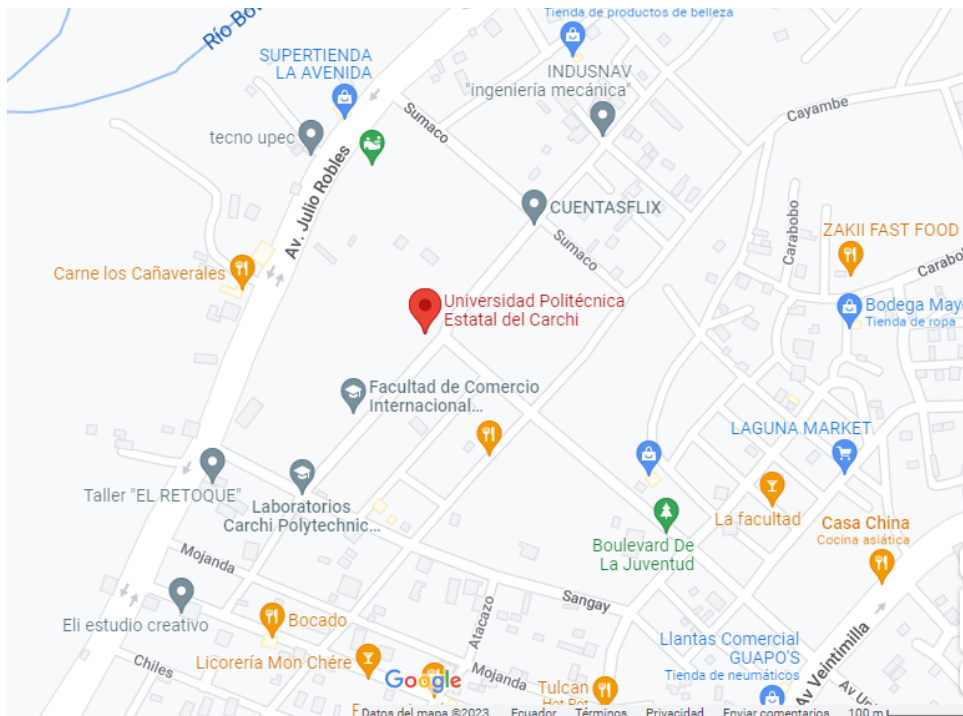 Tienda de productos de belleza
Río Bo
SUPERTIENDA
LA AVENIDA
INDUSNAV
"ingeniería mecánica"
Sumaco
Cayambe
tecno upec
Av. Julio Robles
CUENTASFLIX
Carabobo
Sumaco
ZAKII FAST FOOD
Carabo
Carne los Cañaverales
Universidad Politécnica
Estatal del Carchi
Bodega May
Tienda de ropa
Facultad de Comercio
Internacional...
LAGUNA MARKET
Taller "EL RETOQUE"
Laboratorios
Carchi Polytechnic...
La facultad
Casa China
Cocina asiática
Boulevard De
La Juventud
Mojanda
Sangay
Eli estudio creativo
Bocado
Atacazo
Llantas Comercial
GUAPO'S
Tienda de neumáticos
Av Veintimilla
Chiles
Licorería Mon Chére
Mojanda
Google
Tulcan
Hot Pot
Av Un
Datos del mapa ©2023 Ecuador Términos Privacidad Enviar comentarios 100 m